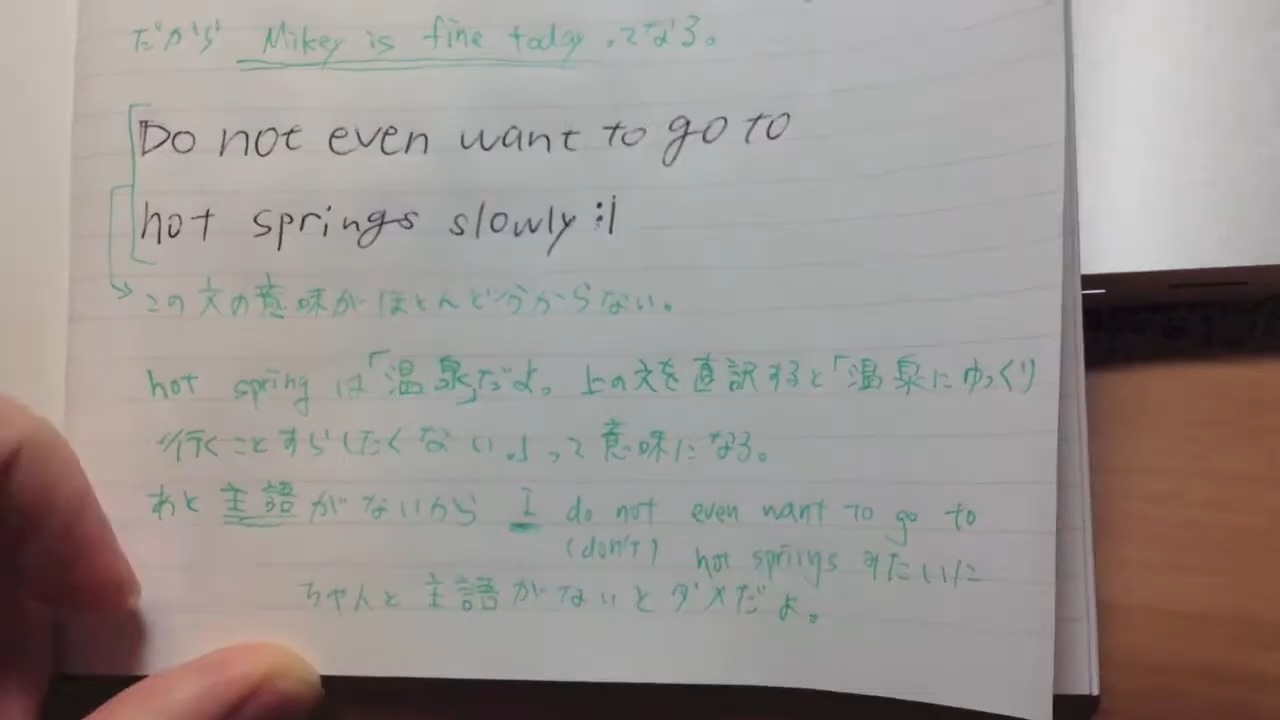 だから Mikey is fine today.ってなる。
Do not even want to go to
hot springs slowly :|
この文の意味がほとんど分からない。
hot spring は「温泉」だよ。上の文を直訳すると「温泉にゆっくり
行くことすらしたくない。」って意味になる。
あと主語がないから I do not even want to go to
(don't) hot springs みたいに
ちゃんと主語がないとダメだよ。